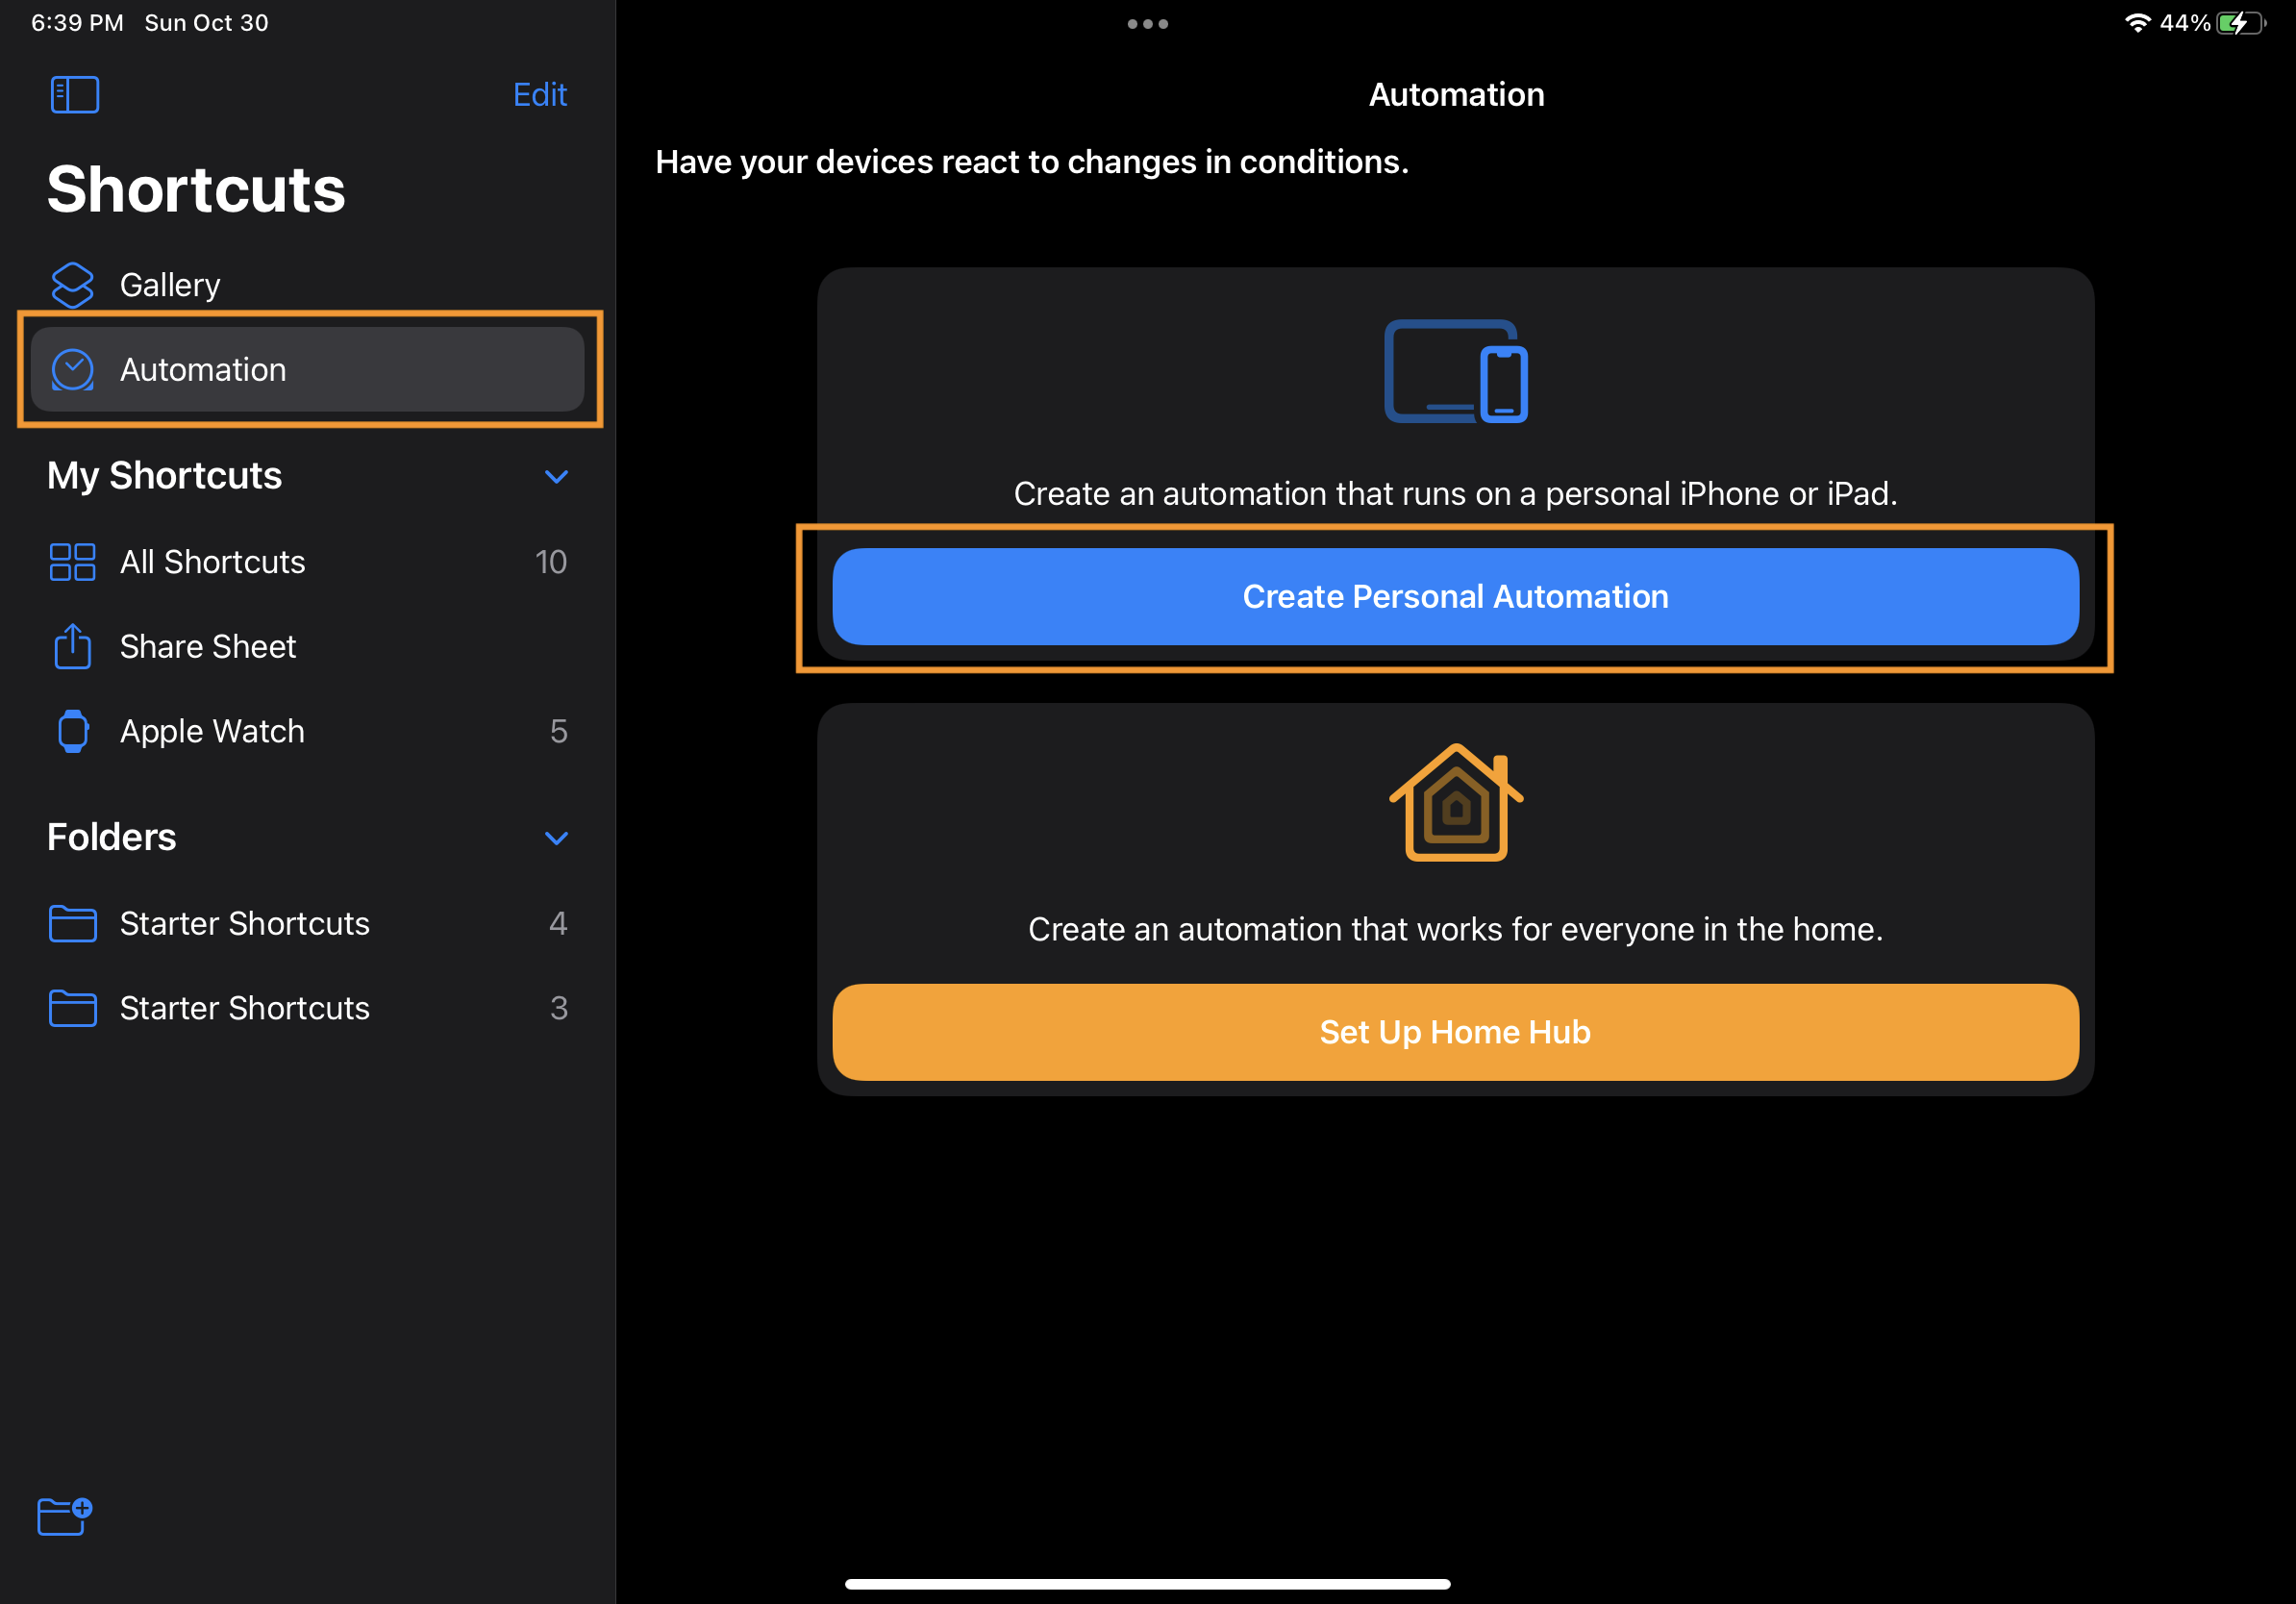 6:39 PM Sun Oct 30
44%
Edit
Shortcuts
Gallery
Automation
My Shortcuts
All Shortcuts 10
Share Sheet
Apple Watch 5
Folders
Starter Shortcuts 4
Starter Shortcuts 3
Automation
Have your devices react to changes in conditions.
Create an automation that runs on a personal iPhone or iPad.
Create Personal Automation
Create an automation that works for everyone in the home.
Set Up Home Hub